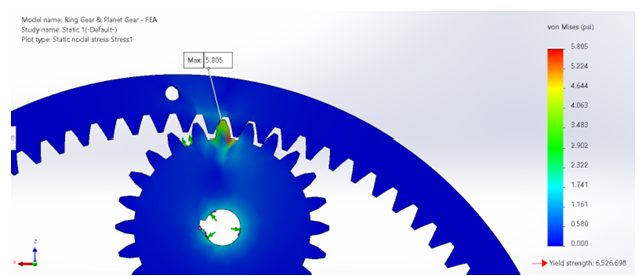 Model name: Ring Gear & Planet Gear - FEA
Study name: Static 1(-Default-)
Plot type: Static nodal stress Stress1
Max: 5.805
von Mises (psi)
5.805
5.224
4.644
4.063
3.483
2.902
2.322
1.741
1.161
0.580
0.000
Yield strength: 6,526.698
Z
X